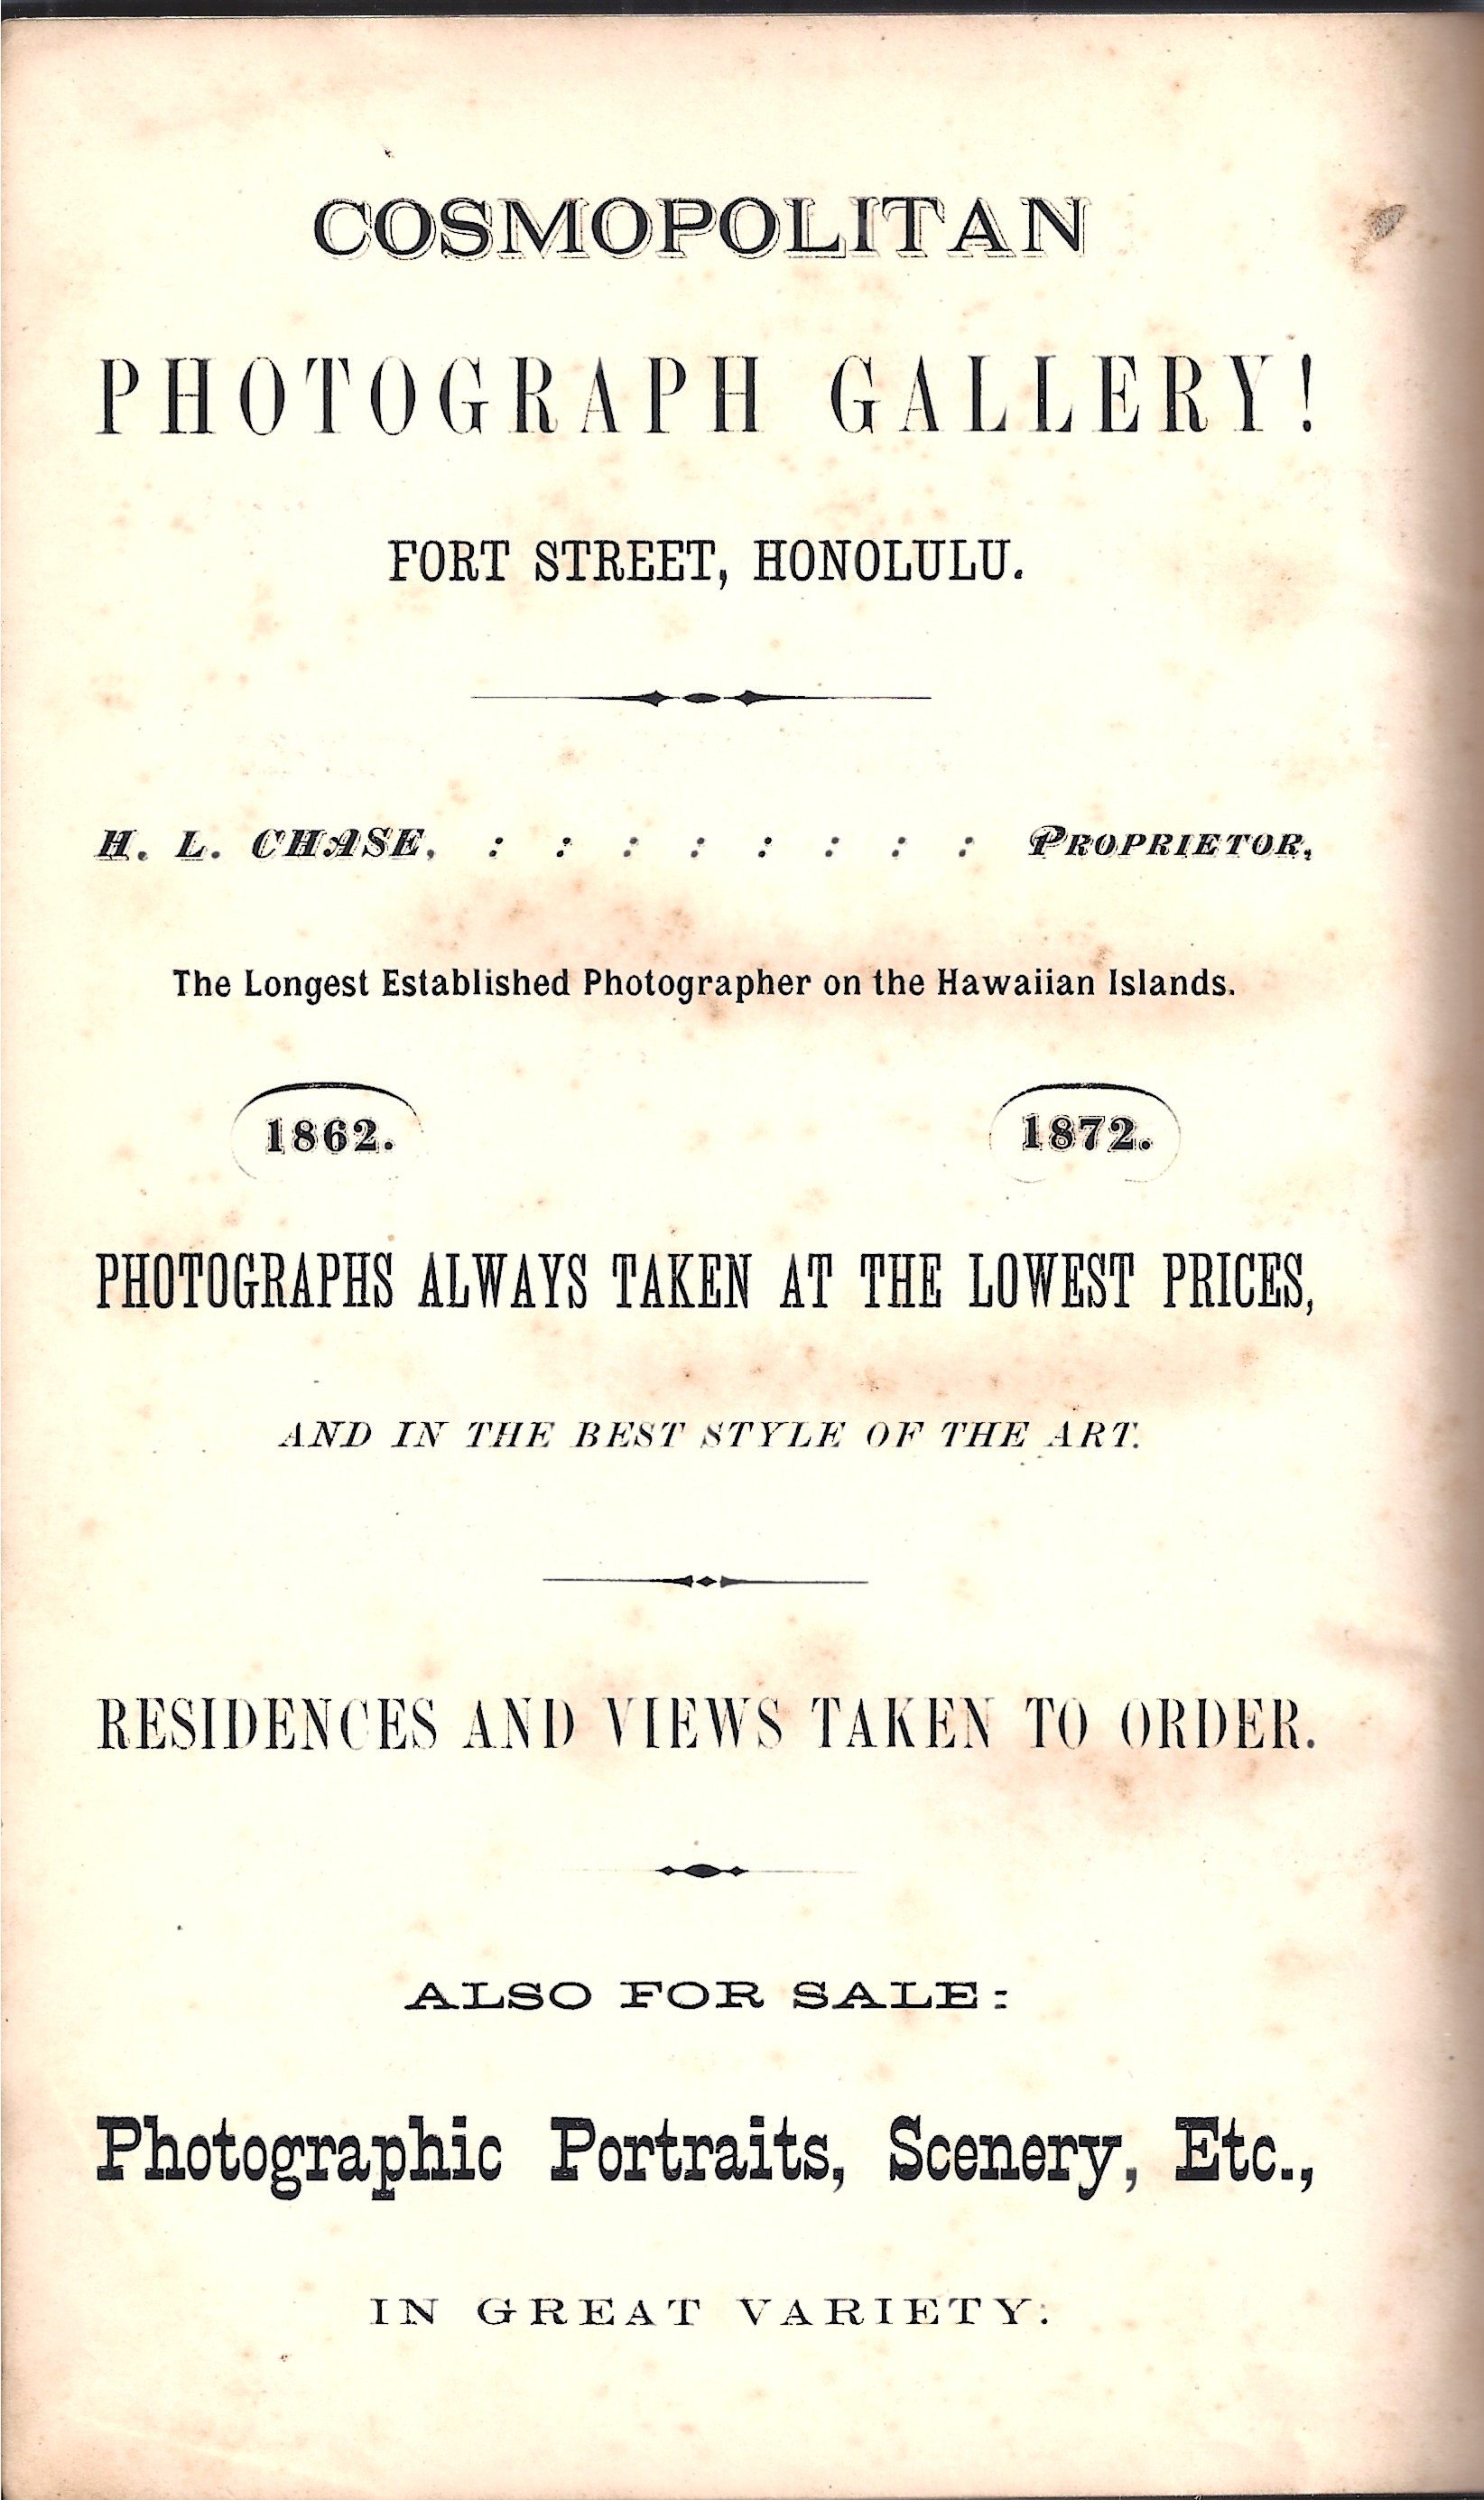 COSMOPOLITAN
PHOTOGRAPH GALLERY!
FORT STREET, HONOLULU.
H. L. CHASE, : : : : : : : : PROPRIETOR,
The Longest Established Photographer on the Hawaiian Islands.
1862. 1872.
PHOTOGRAPHS ALWAYS TAKEN AT THE LOWEST PRICES,
AND IN THE BEST STYLE OF THE ART.
RESIDENCES AND VIEWS TAKEN TO ORDER.
ALSO FOR SALE:
Photographic Portraits, Scenery, Etc.,
IN GREAT VARIETY.